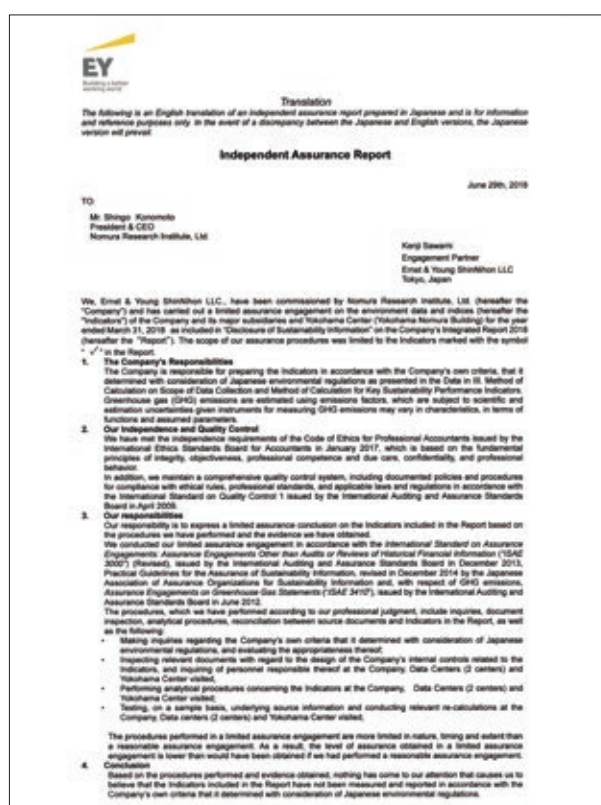 EY
Building a better
working world
Translation
The following is an English translation of an independent assurance report prepared in Japanese and is for information
and reference purposes only. In the event of a discrepancy between the Japanese and English versions, the Japanese
version will prevail.
Independent Assurance Report
June 29th, 2018
TO
Mr. Shingo Konomoto
President & CEO
Nomura Research Institute, Ltd
Kenji Sawami
Engagement Partner
Ernst & Young ShinNihon LLC
Tokyo, Japan
We, Ernst & Young ShinNihon LLC., have been commissioned by Nomura Research Institute, Ltd. (hereafter the
"Company") and has carried out a limited assurance engagement on the environment data and indices (hereafter the
"Indicators") of the Company and its major subsidiaries and Yokohama Center (Yokohama Nomura Building) for the year
ended March 31, 2018 as included in "Disclosure of Sustainability Information" on the Company's Integrated Report 2018
(hereafter the "Report"). The scope of our assurance procedures was limited to the Indicators marked with the symbol
" ✓ " in the Report.
1. The Company's Responsibilities
The Company is responsible for preparing the Indicators in accordance with the Company's own criteria, that it
determined with consideration of Japanese environmental regulations as presented in the Data in III. Method of
Calculation on Scope of Data Collection and Method of Calculation for Key Sustainability Performance Indicators.
Greenhouse gas (GHG) emissions are estimated using emissions factors, which are subject to scientific and
estimation uncertainties given instruments for measuring GHG emissions may vary in characteristics, in terms of
functions and assumed parameters.
2. Our Independence and Quality Control
We have met the independence requirements of the Code of Ethics for Professional Accountants issued by the
International Ethics Standards Board for Accountants in January 2017, which is based on the fundamental
principles of integrity, objectiveness, professional competence and due care, confidentiality, and professional
behavior.
In addition, we maintain a comprehensive quality control system, including documented policies and procedures
for compliance with ethical rules, professional standards, and applicable laws and regulations in accordance with
the International Standard on Quality Control 1 issued by the International Auditing and Assurance Standards
Board in April 2009.
3. Our responsibilities
Our responsibility is to express a limited assurance conclusion on the Indicators included in the Report based on
the procedures we have performed and the evidence we have obtained.
We conducted our limited assurance engagement in accordance with the International Standard on Assurance
Engagements: Assurance Engagements Other than Audits or Reviews of Historical Financial Information ("ISAE
3000") (Revised), issued by the International Auditing and Assurance Standards Board in December 2013,
Practical Guidelines for the Assurance of Sustainability Information, revised in December 2014 by the Japanese
Association of Assurance Organizations for Sustainability Information and, with respect of GHG emissions,
Assurance Engagements on Greenhouse Gas Statements ("ISAE 3410"), issued by the International Auditing and
Assurance Standards Board in June 2012.
The procedures, which we have performed according to our professional judgment, include inquiries, document
inspection, analytical procedures, reconciliation between source documents and Indicators in the Report, as well
as the following:
• Making inquiries regarding the Company's own criteria that it determined with consideration of Japanese
environmental regulations, and evaluating the appropriateness thereof;
• Inspecting relevant documents with regard to the design of the Company's internal controls related to the
Indicators, and inquiring of personnel responsible thereof at the Company, Data Centers (2 centers) and
Yokohama Center visited;
• Performing analytical procedures concerning the Indicators at the Company, Data Centers (2 centers) and
Yokohama Center visited;
• Testing, on a sample basis, underlying source information and conducting relevant re-calculations at the
Company, Data centers (2 centers) and Yokohama Center visited;
The procedures performed in a limited assurance engagement are more limited in nature, timing and extent than
a reasonable assurance engagement. As a result, the level of assurance obtained in a limited assurance
engagement is lower than would have been obtained if we had performed a reasonable assurance engagement.
4. Conclusion
Based on the procedures performed and evidence obtained, nothing has come to our attention that causes us to
believe that the Indicators included in the Report have not been measured and reported in accordance with the
Company's own criteria that it determined with consideration of Japanese environmental regulations.